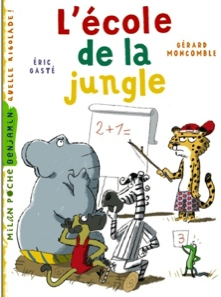 L'école
de la
jungle
ÉRIC
GASTÉ
GÉRARD
MONCOMBLE
MILAN POCHE BENJAMIN
QUELLE RIGOLADE !
2+1=
3